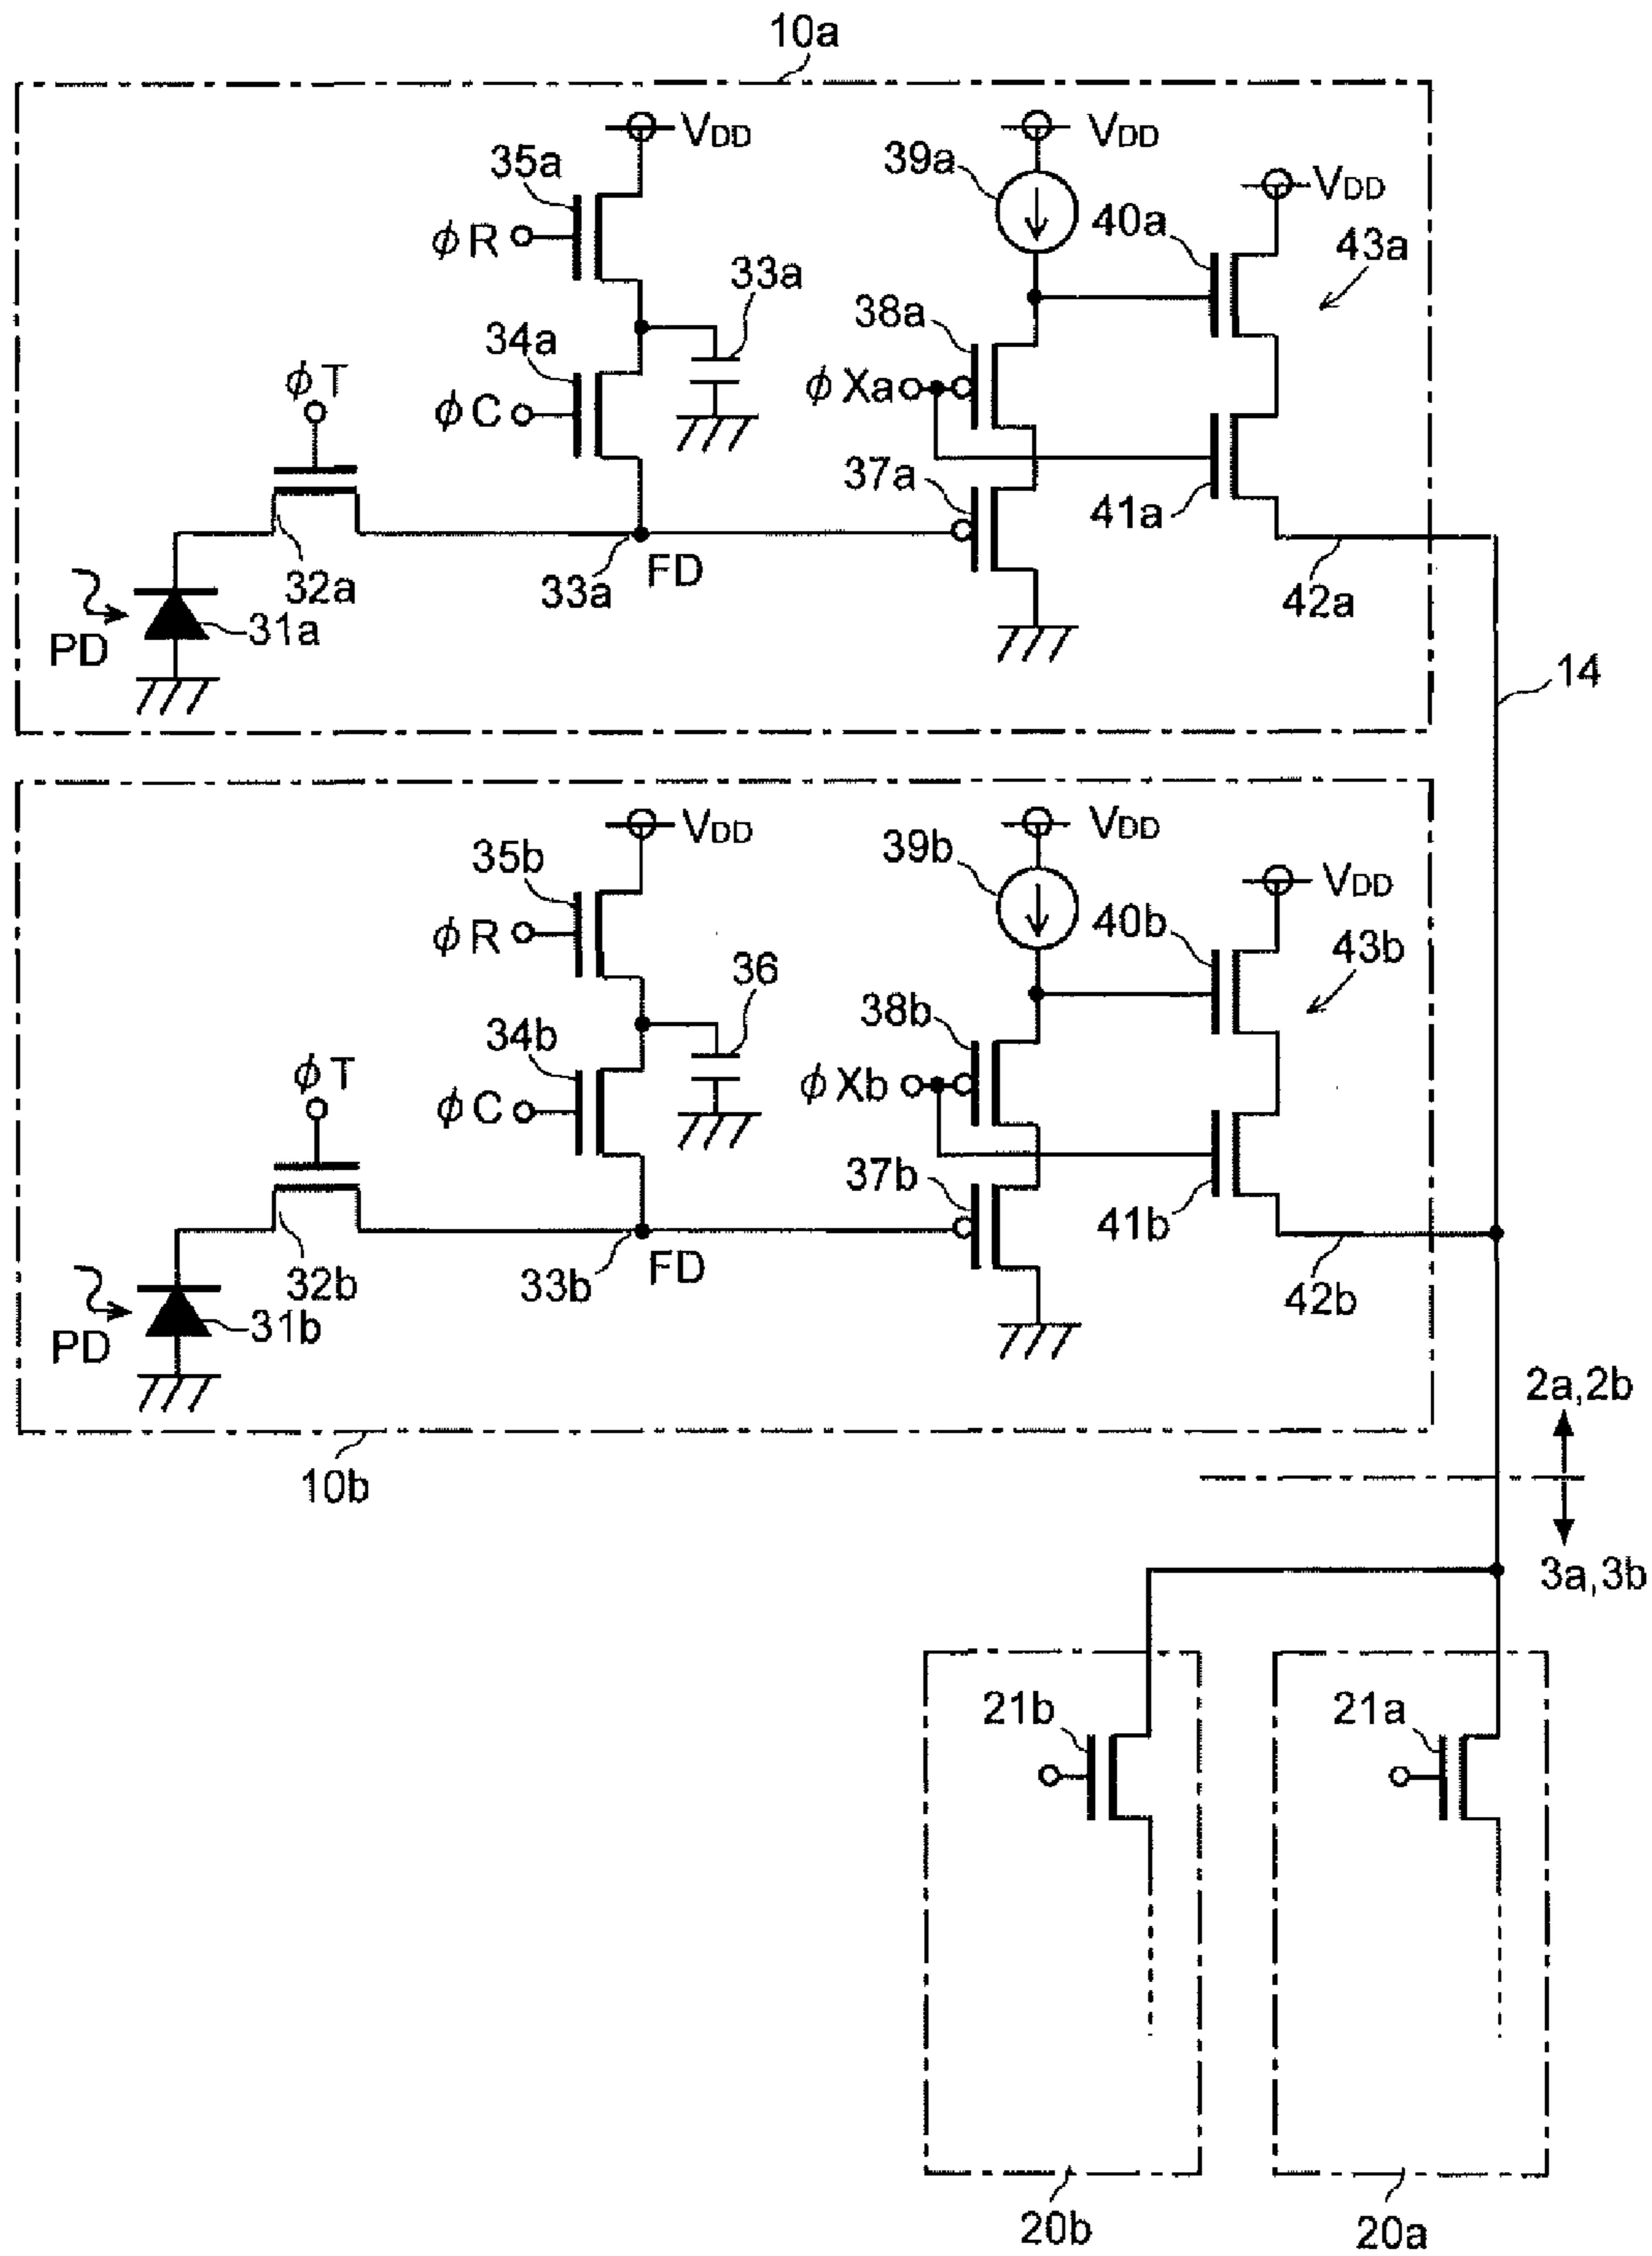 10a
VDD
VDD
39a
35a
VDD
40a
φR
43a
33a
38a
34a
φT
φXa
φC
37a
41a
FD
32a
33a
42a
31a
PD
14
VDD
VDD
39b
35b
VDD
40b
φR
43b
36
38b
34b
φT
φXb
φC
37b
41b
FD
32b
33b
42b
31b
PD
2a,2b
10b
3a,3b
21b
21a
20b
20a